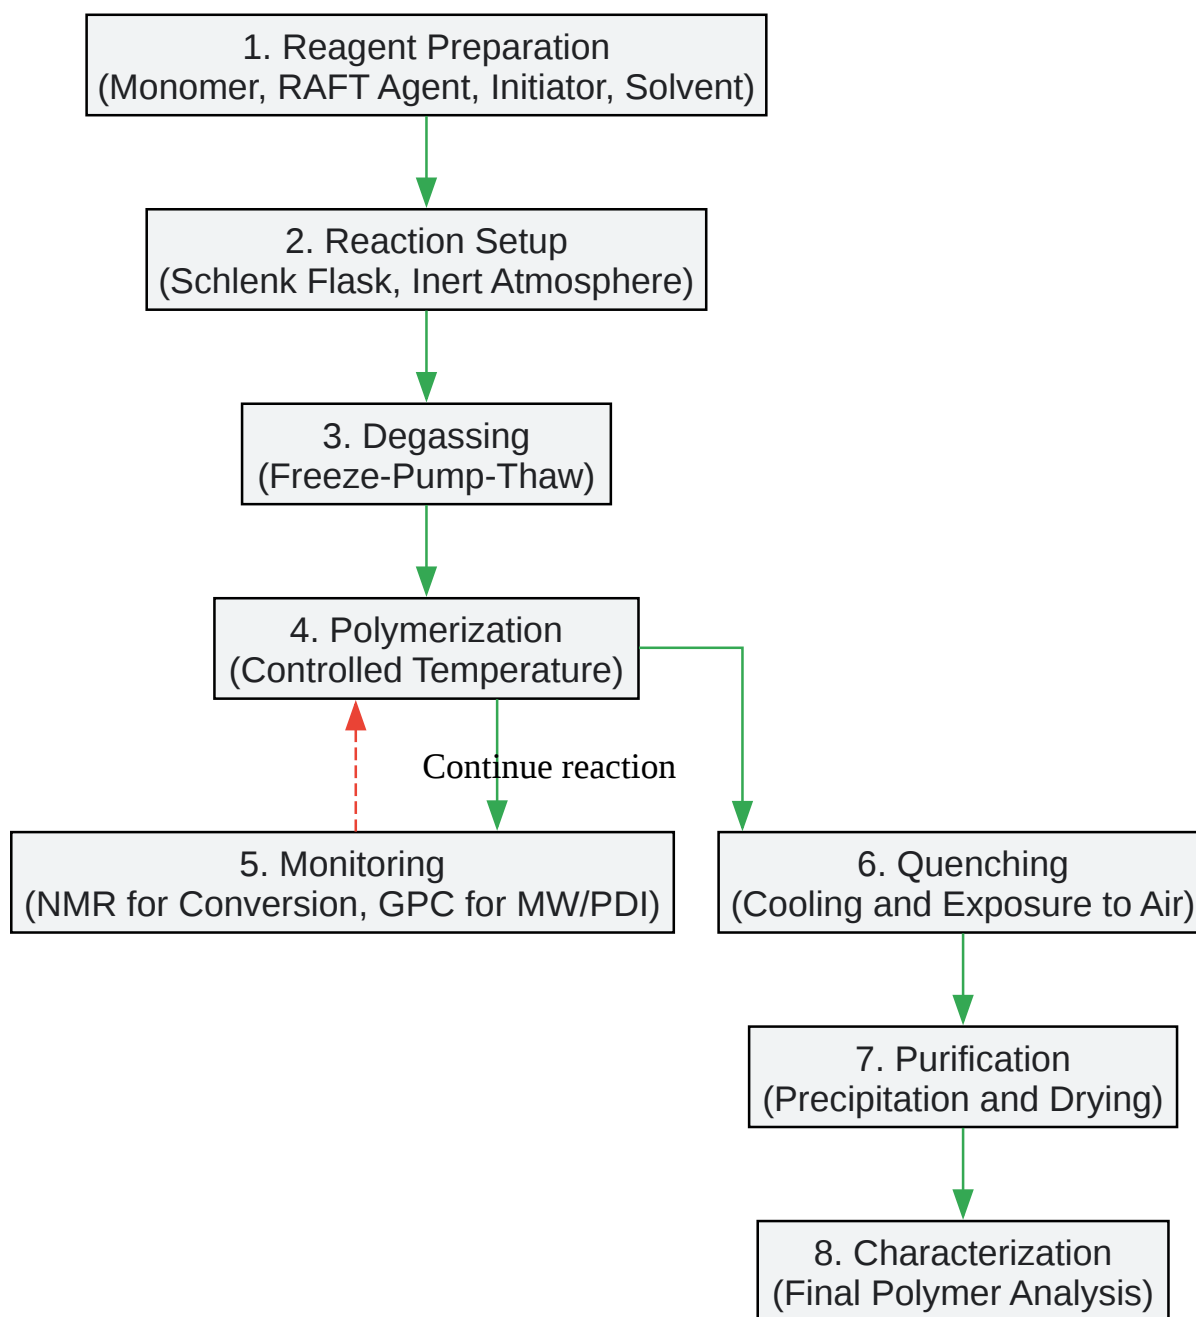 1. Reagent Preparation
(Monomer, RAFT Agent, Initiator, Solvent)
2. Reaction Setup
(Schlenk Flask, Inert Atmosphere)
3. Degassing
(Freeze-Pump-Thaw)
4. Polymerization
(Controlled Temperature)
Continue reaction
5. Monitoring
(NMR for Conversion, GPC for MW/PDI)
6. Quenching
(Cooling and Exposure to Air)
7. Purification
(Precipitation and Drying)
8. Characterization
(Final Polymer Analysis)